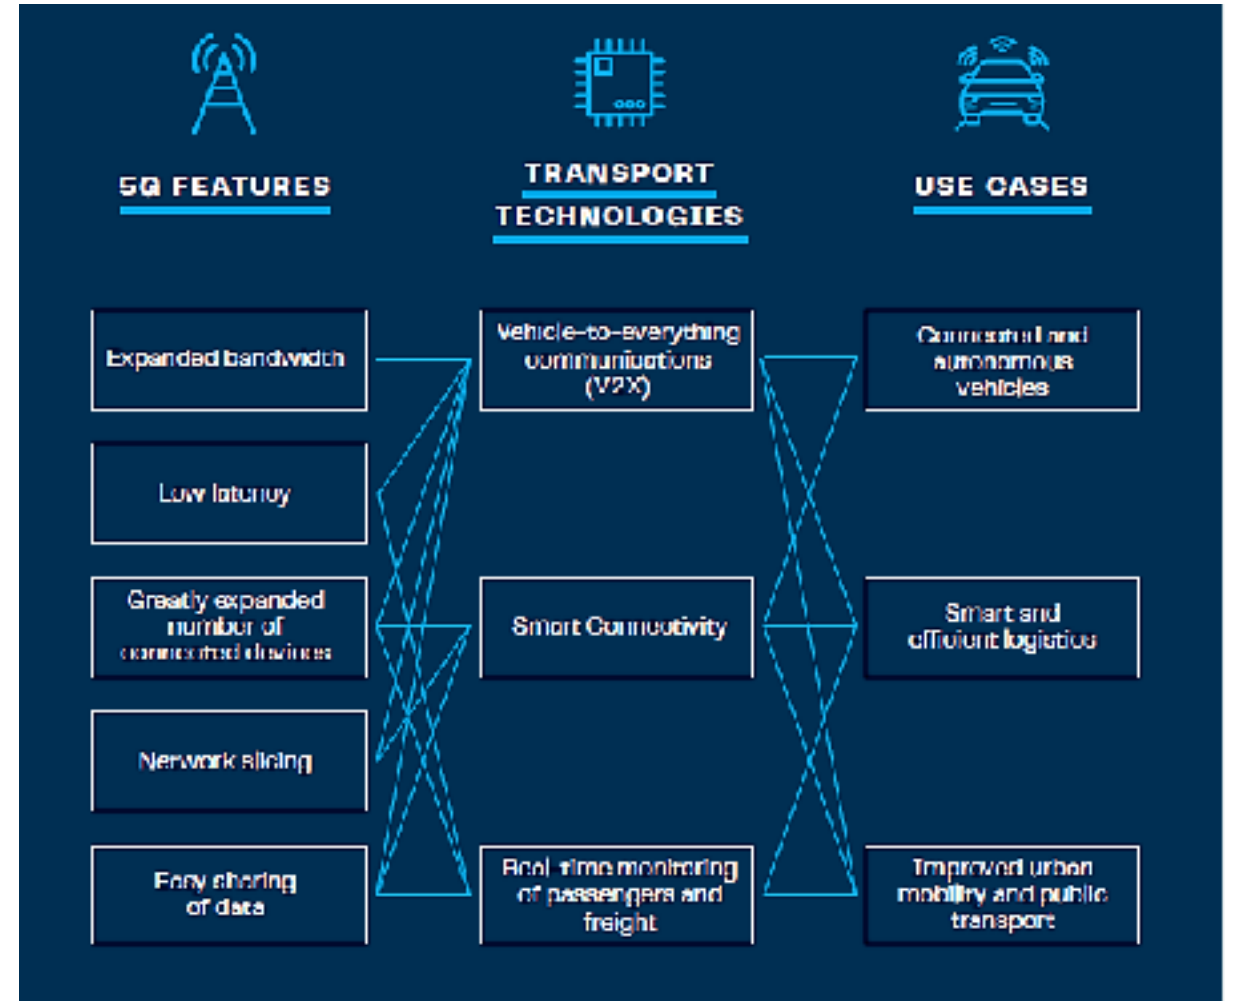 5G FEATURES
TRANSPORT
TECHNOLOGIES
USE CASES
Expanded bandwidth
Vehicle-to-everything
communications
(V2X)
Connected and
autonomous
vehicles
Low latency
Greatly expanded
number of
connected devices
Smart Connectivity
Smart and
efficient logistics
Network slicing
Easy sharing
of data
Real-time monitoring
of passengers and
freight
Improved urban
mobility and public
transport